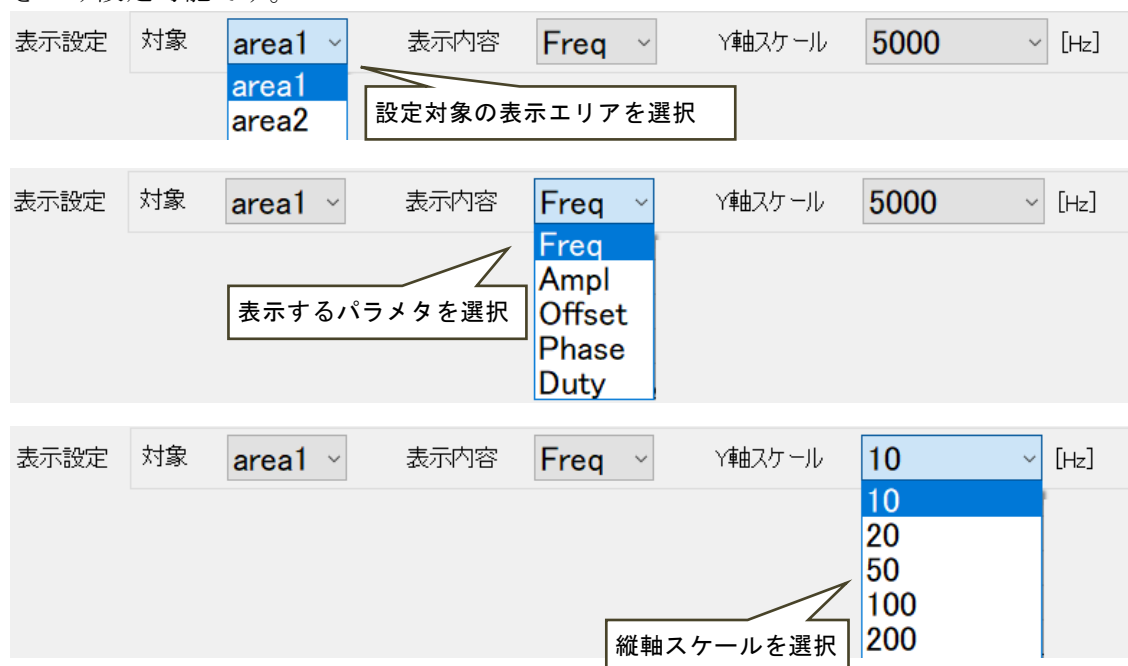 表示設定 対象 area1 表示内容 Freq Y軸スケール 5000 [Hz]
area1
area2
設定対象の表示エリアを選択
表示設定 対象 area1 表示内容 Freq Y軸スケール 5000 [Hz]
Freq
Ampl
Offset
Phase
Duty
表示するパラメタを選択
表示設定 対象 area1 表示内容 Freq Y軸スケール 10 [Hz]
10
20
50
100
200
縦軸スケールを選択